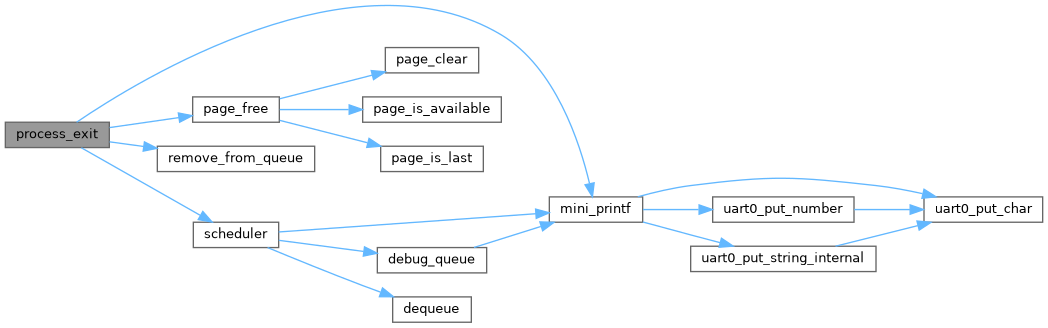 process_exit
page_free
page_clear
page_is_available
page_is_last
remove_from_queue
scheduler
mini_printf
debug_queue
dequeue
uart0_put_number
uart0_put_string_internal
uart0_put_char